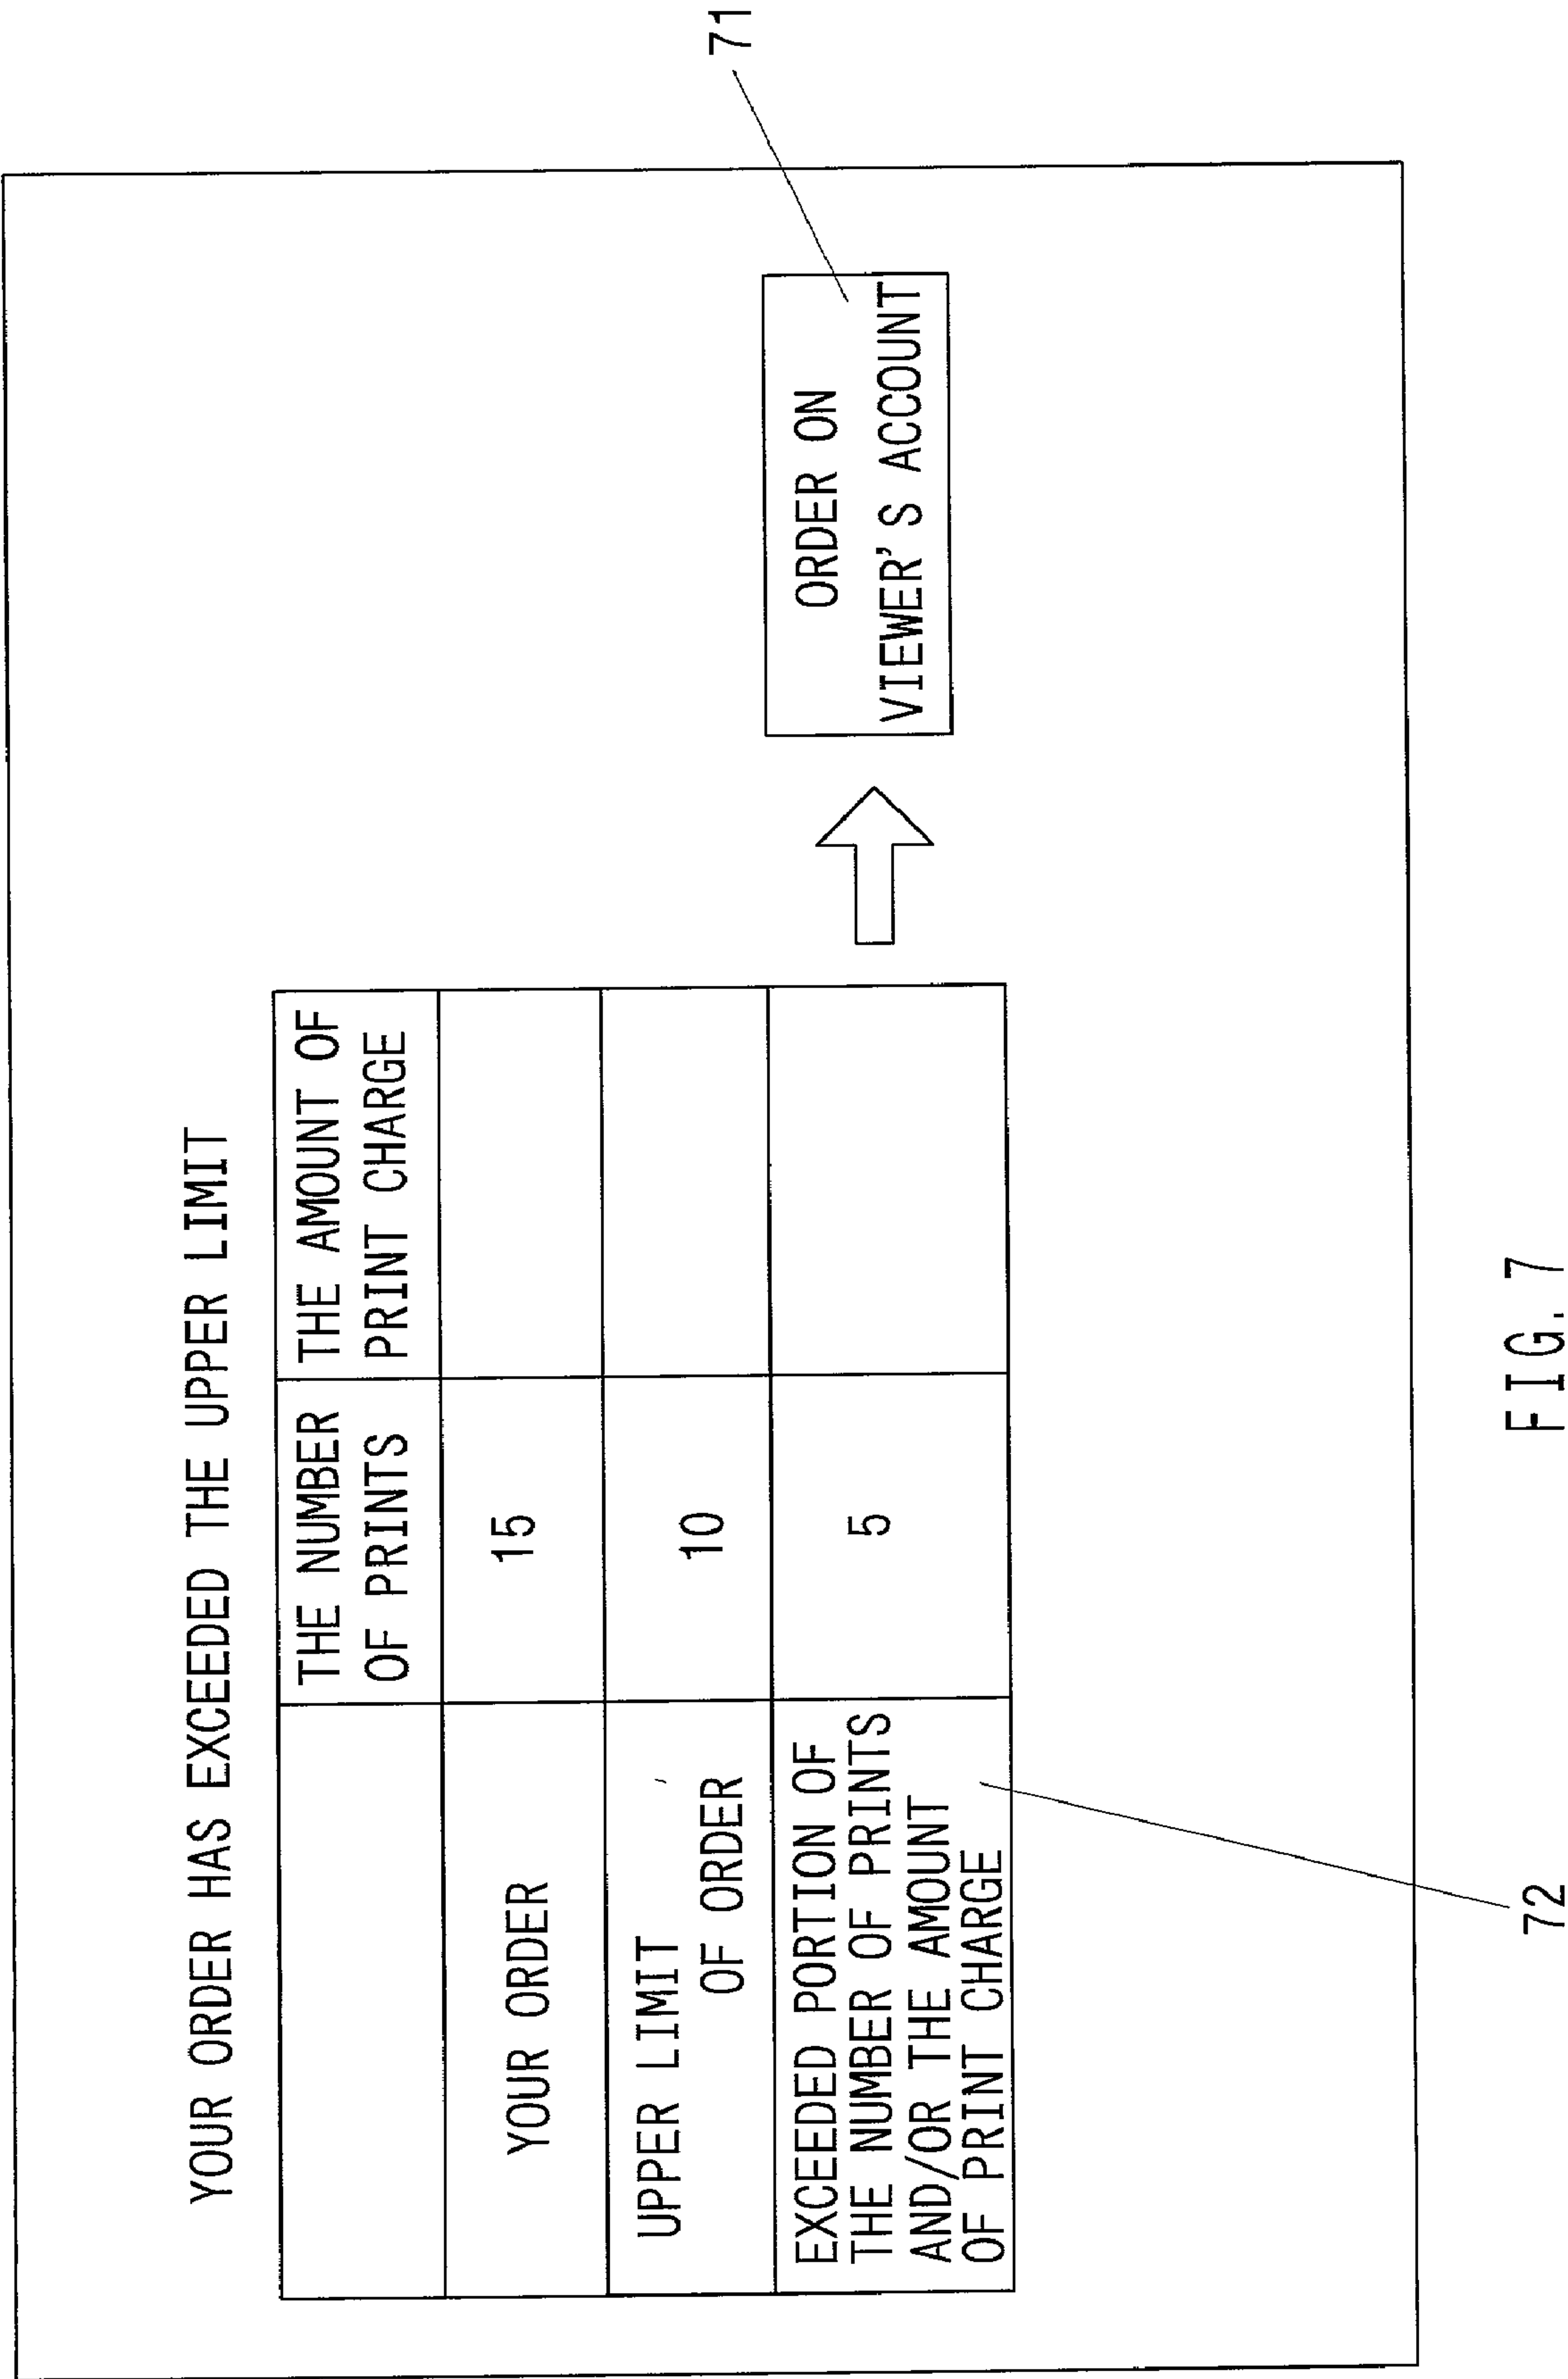 YOUR ORDER HAS EXCEEDED THE UPPER LIMIT
THE NUMBER
OF PRINTS
THE AMOUNT OF
PRINT CHARGE
YOUR ORDER
15
UPPER LIMIT
OF ORDER
10
EXCEEDED PORTION OF
THE NUMBER OF PRINTS
AND/OR THE AMOUNT
OF PRINT CHARGE
5
ORDER ON
VIEWER'S ACCOUNT
71
72
FIG. 7